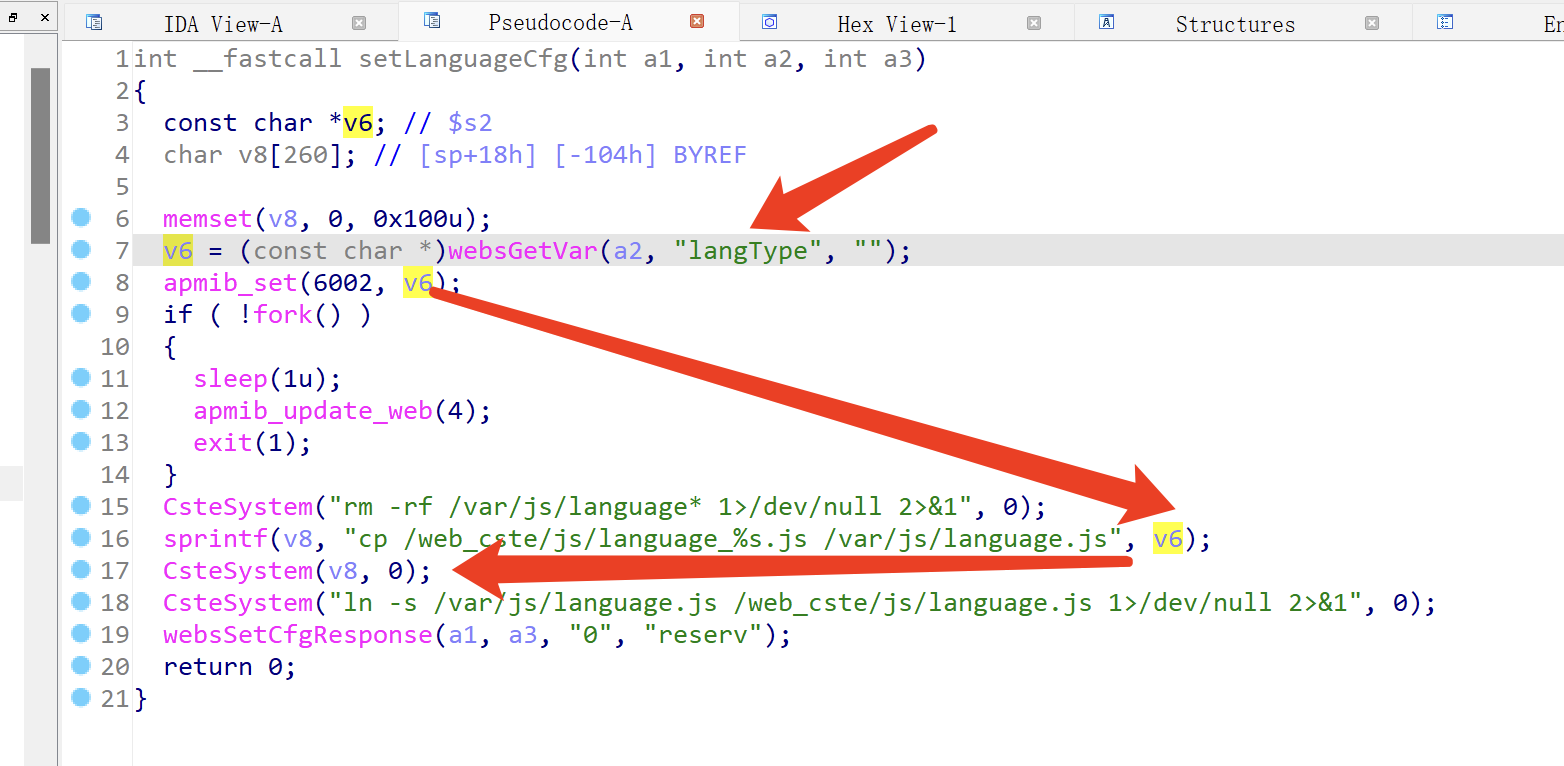 IDA View-A Pseudocode-A Hex View-1 Structures En
1 int __fastcall setLanguageCfg(int a1, int a2, int a3)
2 {
3 const char *v6; // $s2
4 char v8[260]; // [sp+18h] [-104h] BYREF
5
6 memset(v8, 0, 0x100u);
7 v6 = (const char *)websGetVar(a2, "langType", "");
8 apmib_set(6002, v6);
9 if ( !fork() )
10 {
11 sleep(1u);
12 apmib_update_web(4);
13 exit(1);
14 }
15 CsteSystem("rm -rf /var/js/language* 1>/dev/null 2>&1", 0);
16 sprintf(v8, "cp /web_cste/js/language_%s.js /var/js/language.js", v6);
17 CsteSystem(v8, 0);
18 CsteSystem("ln -s /var/js/language.js /web_cste/js/language.js 1>/dev/null 2>&1", 0);
19 websSetCfgResponse(a1, a3, "0", "reserv");
20 return 0;
21 }